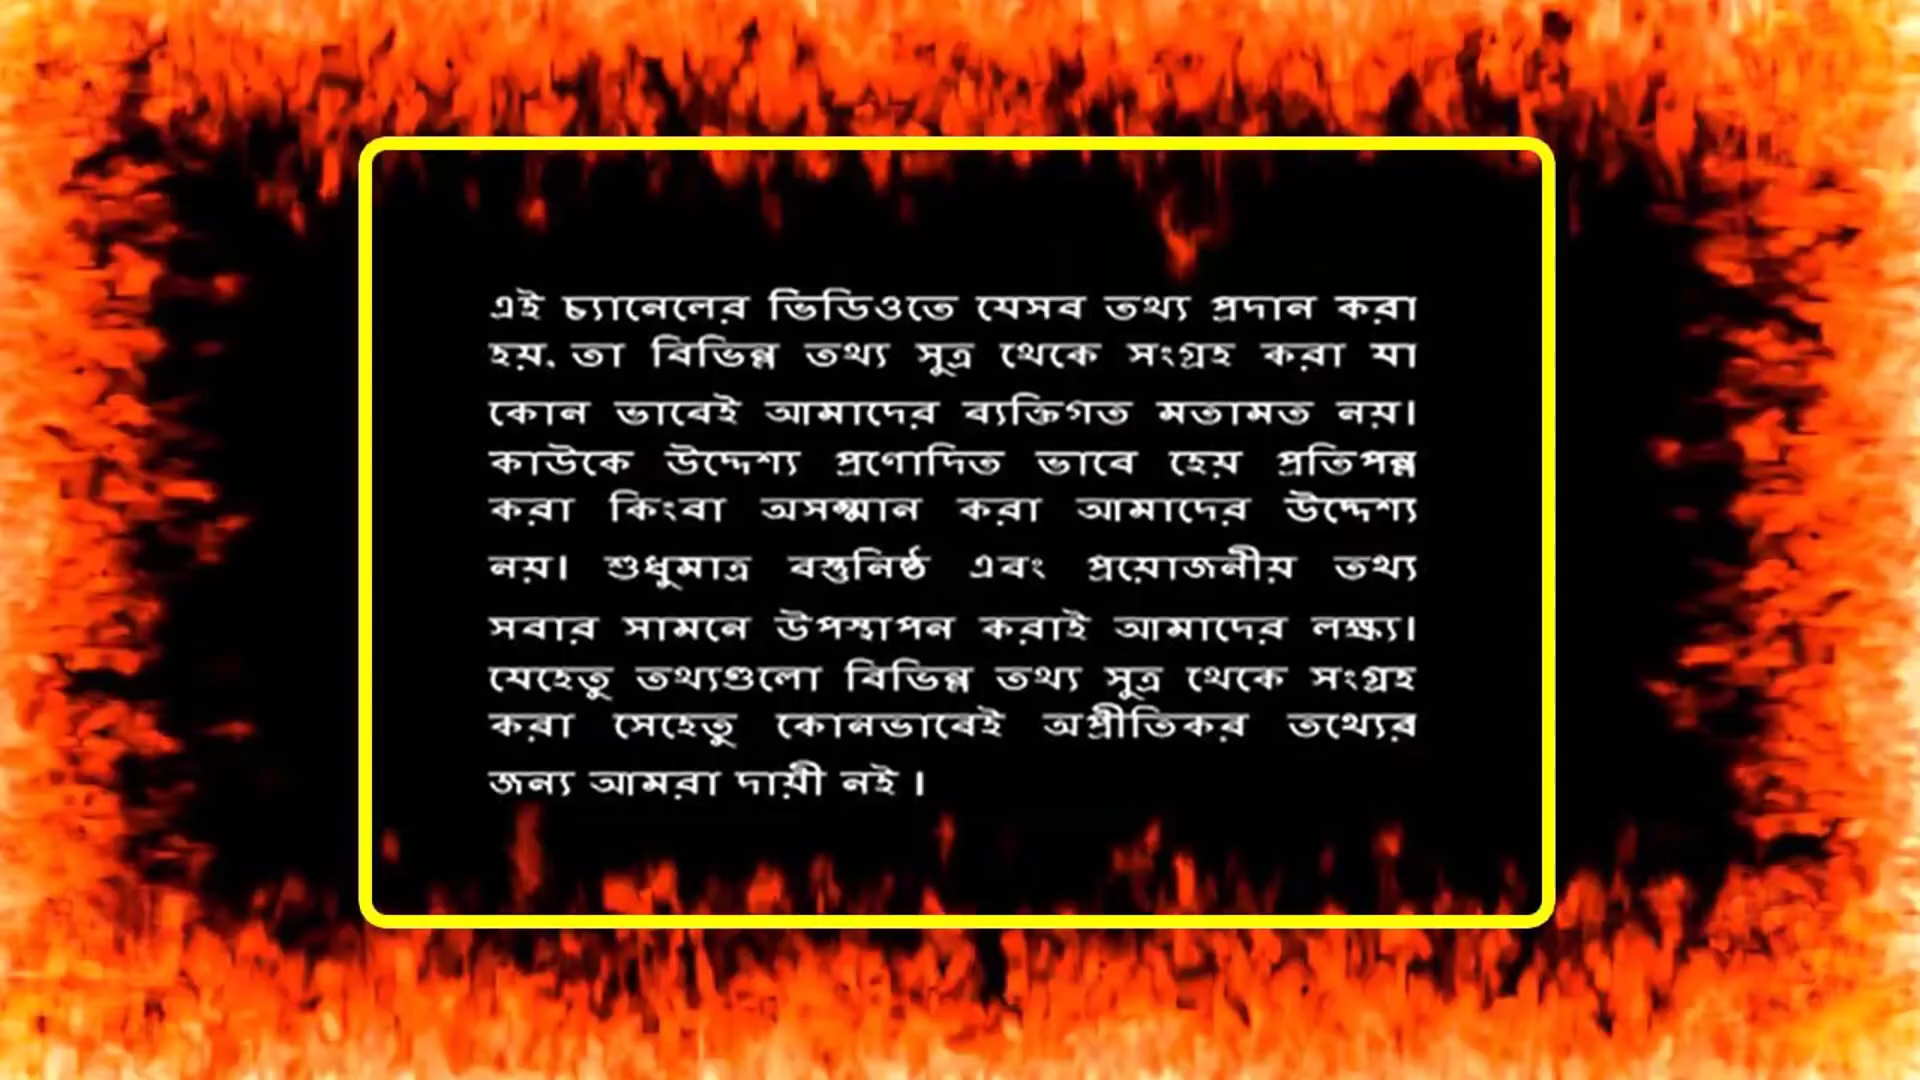 এই চ্যানেলের ভিডিওতে যেসব তথ্য প্রদান করা
হয়, তা বিভিন্ন তথ্য সুত্র থেকে সংগ্রহ করা যা
কোন ভাবেই আমাদের ব্যক্তিগত মতামত নয়।
কাউকে উদ্দেশ্য প্রণোদিত ভাবে হেয় প্রতিপন্ন
করা কিংবা অসম্মান করা আমাদের উদ্দেশ্য
নয়। শুধুমাত্র বস্তুনিষ্ঠ এবং প্রয়োজনীয় তথ্য
সবার সামনে উপস্থাপন করাই আমাদের লক্ষ্য।
যেহেতু তথ্যগুলো বিভিন্ন তথ্য সুত্র থেকে সংগ্রহ
করা সেহেতু কোনভাবেই অপ্রীতিকর তথ্যের
জন্য আমরা দায়ী নই ।